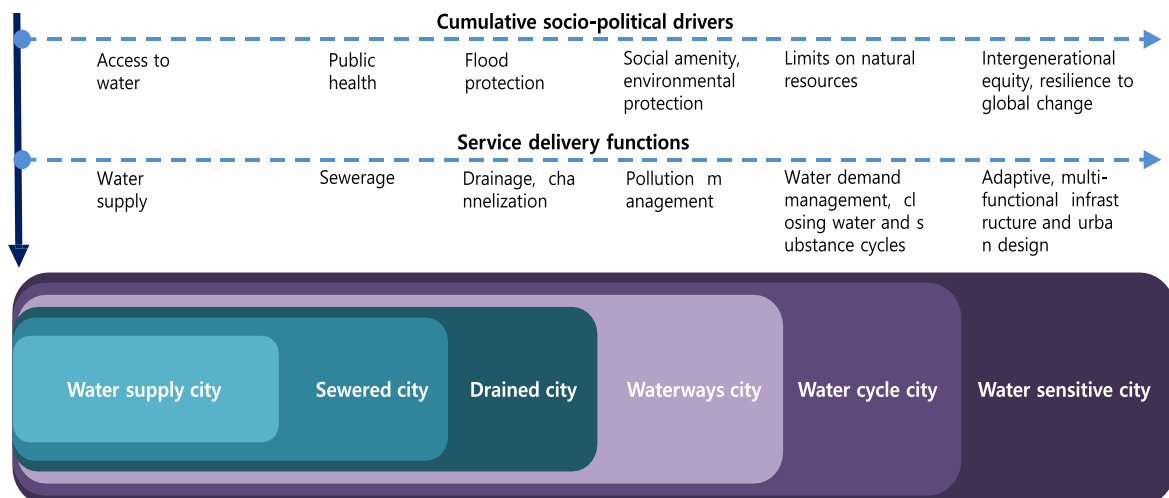 Cumulative socio-political drivers
Access to
water
Public
health
Flood
protection
Social amenity,
environmental
protection
Limits on natural
resources
Intergenerational
equity, resilience to
global change
Service delivery functions
Water
supply
Sewerage
Drainage, cha
nnelization
Pollution m
anagement
Water demand
management, cl
osing water and s
ubstance cycles
Adaptive, multi-
functional infrast
ructure and urba
n design
Water supply city
Sewered city
Drained city
Waterways city
Water cycle city
Water sensitive city